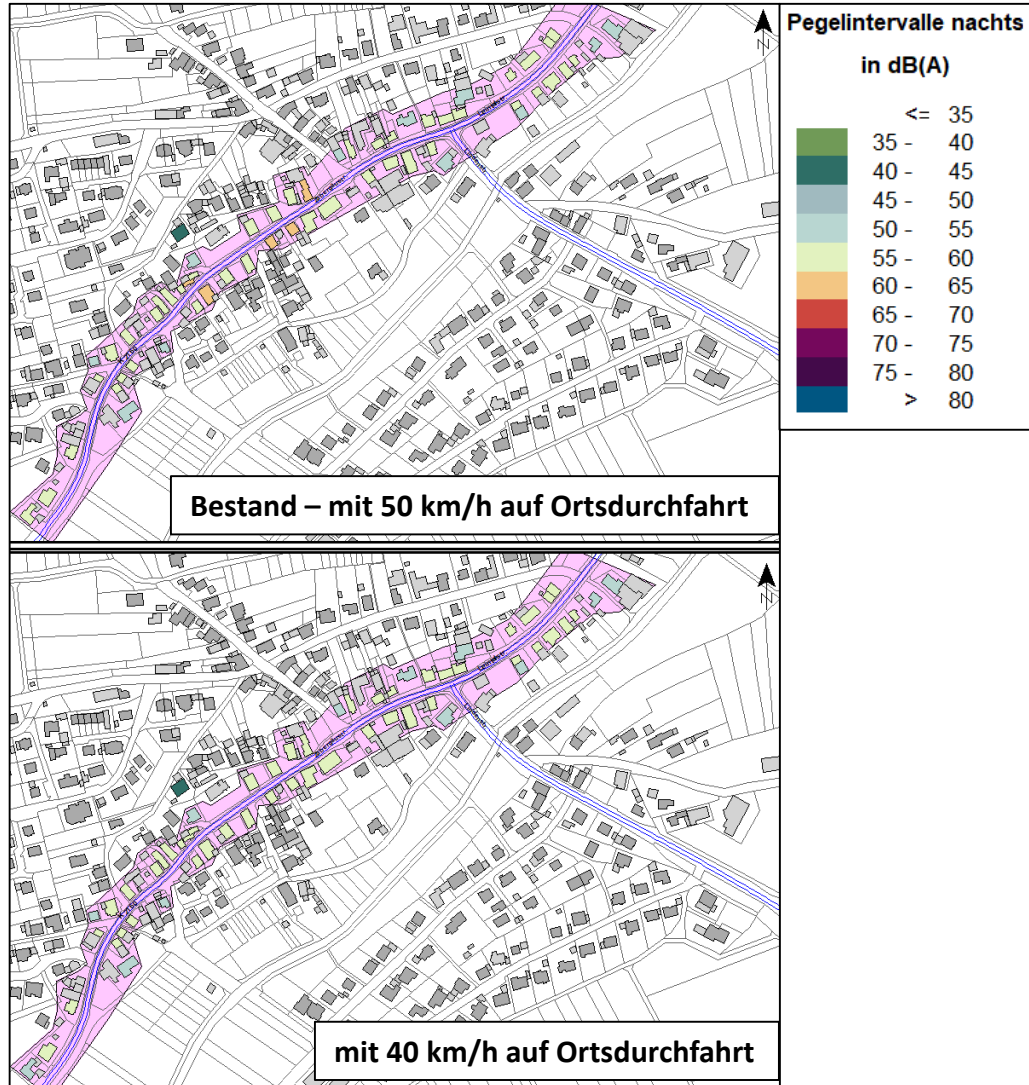 Pegelintervalle nachts
in dB(A)
<= 35
35 - 40
40 - 45
45 - 50
50 - 55
55 - 60
60 - 65
65 - 70
70 - 75
75 - 80
> 80
N
Bestand – mit 50 km/h auf Ortsdurchfahrt
N
mit 40 km/h auf Ortsdurchfahrt